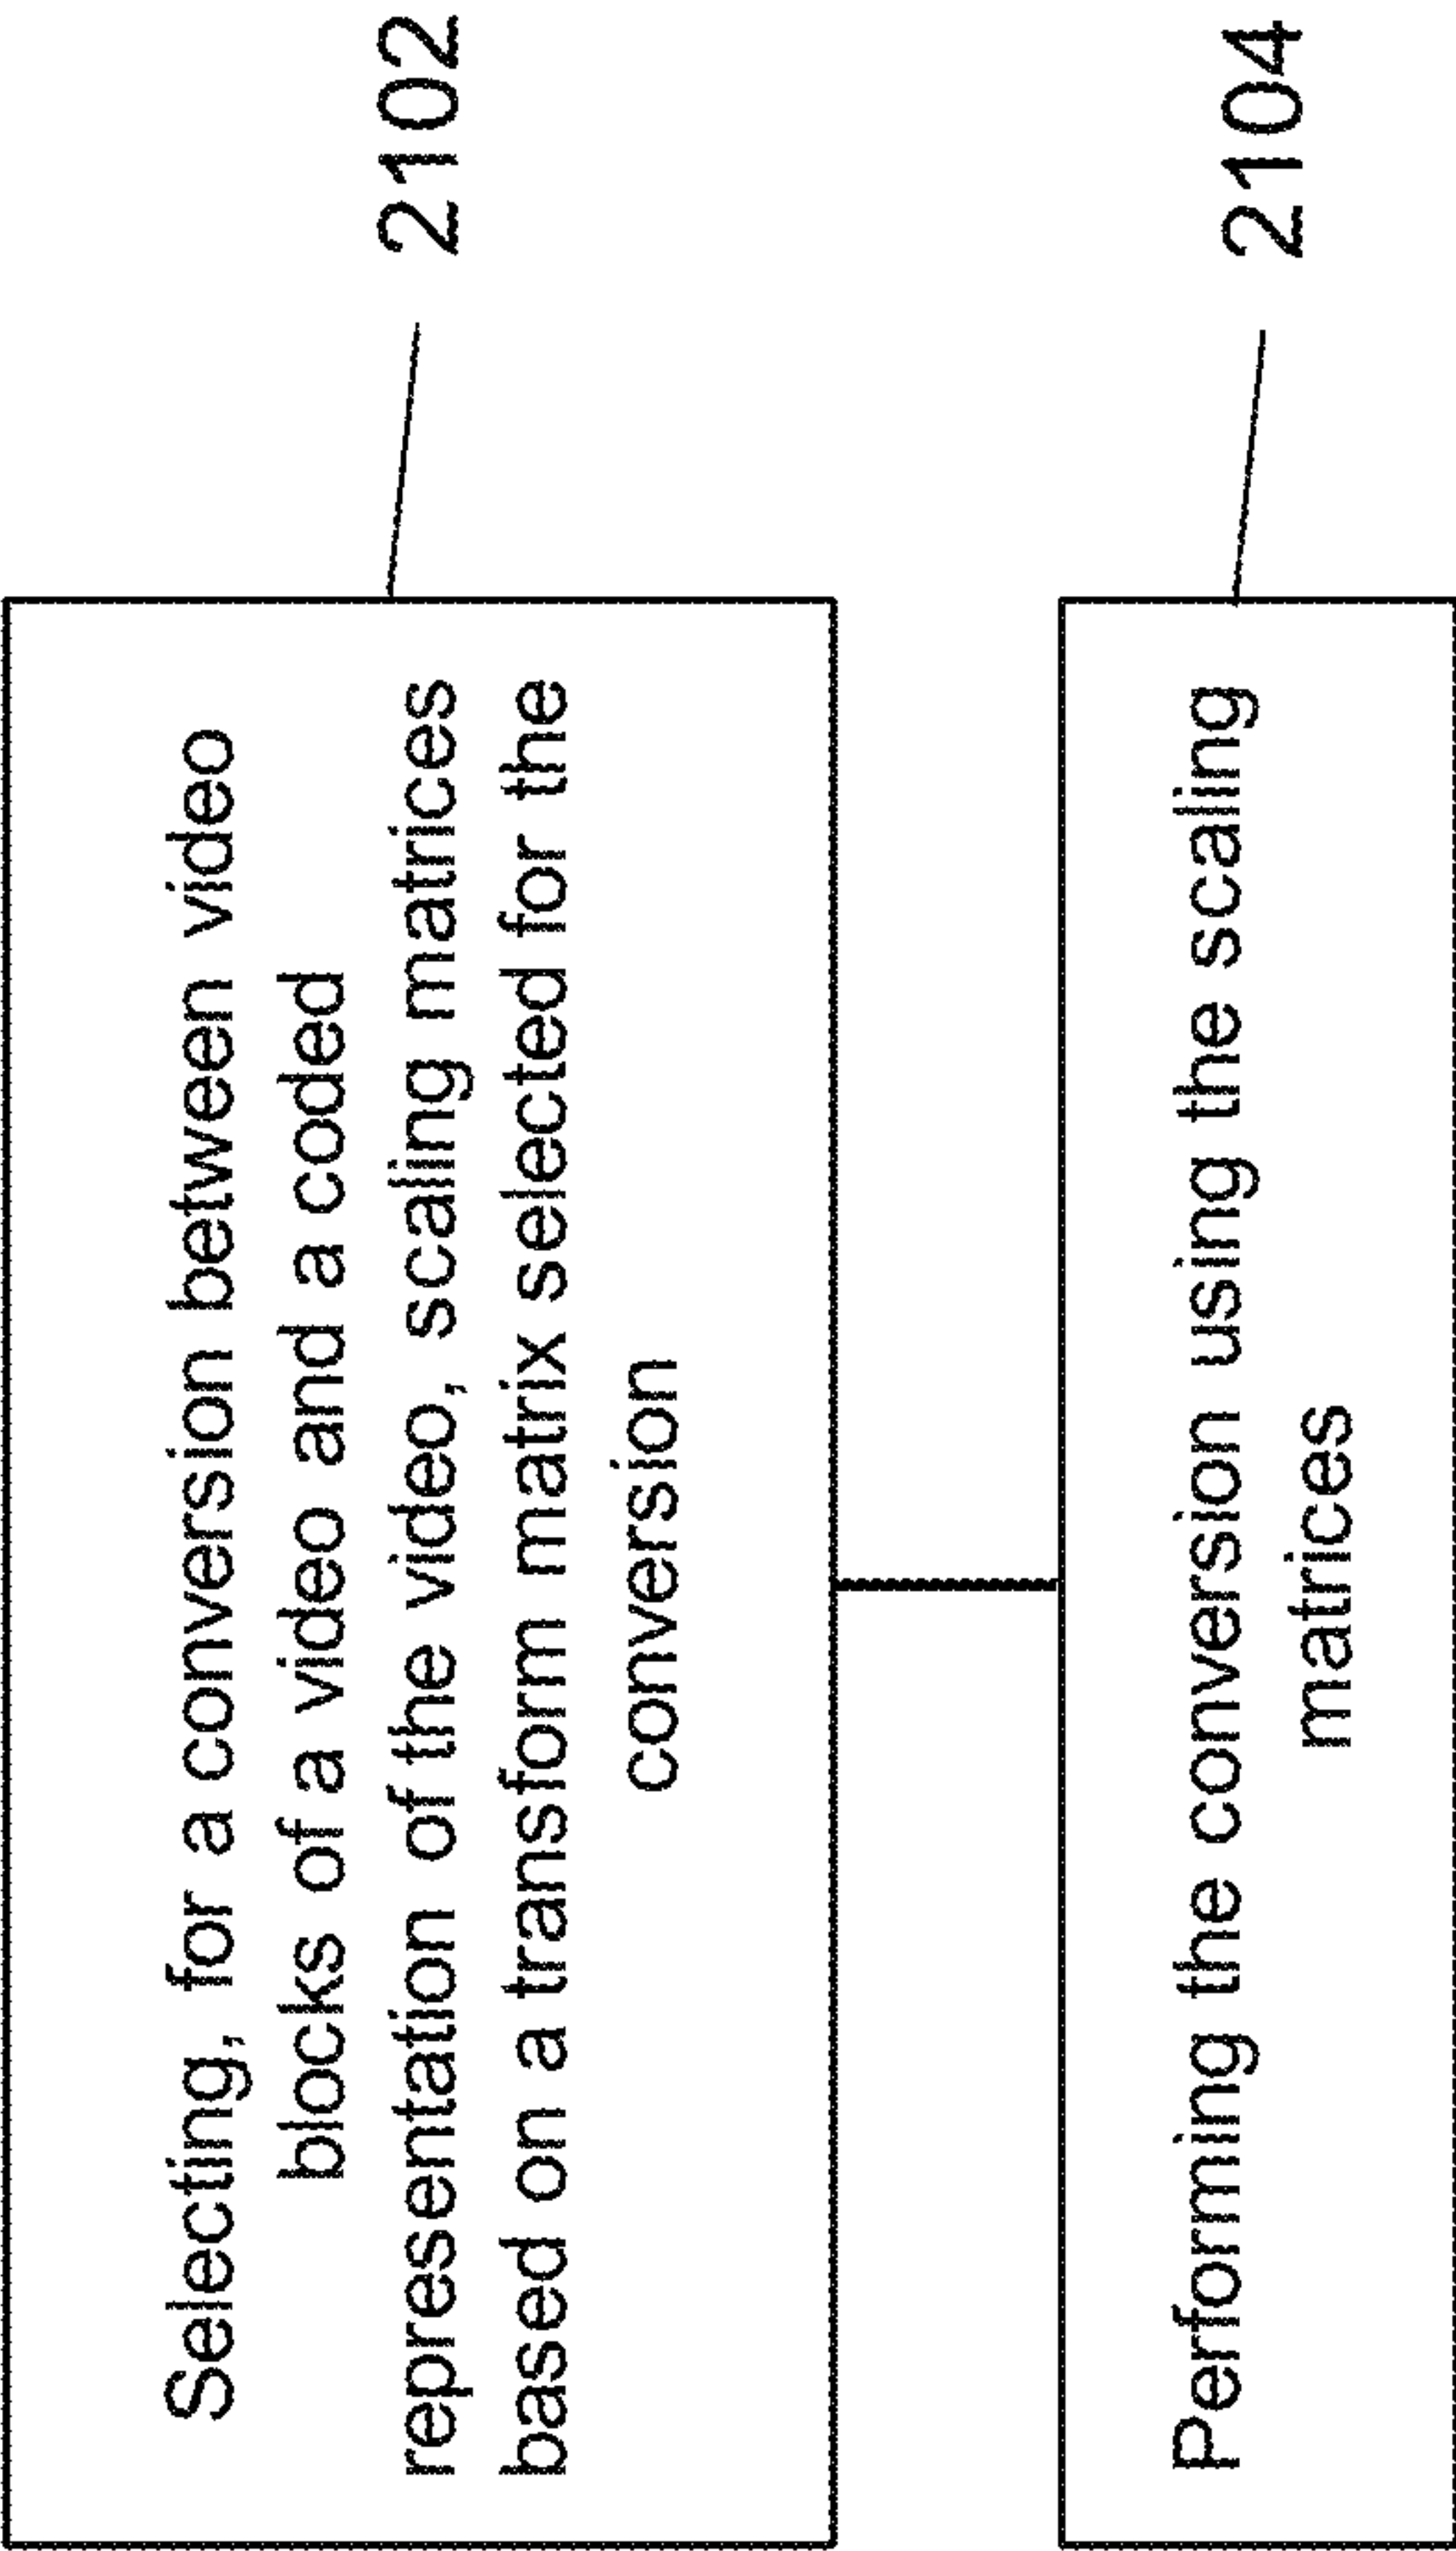 Selecting, for a conversion between video
blocks of a video and a coded
representation of the video, scaling matrices
based on a transform matrix selected for the
conversion
2102
Performing the conversion using the scaling
matrices
2104